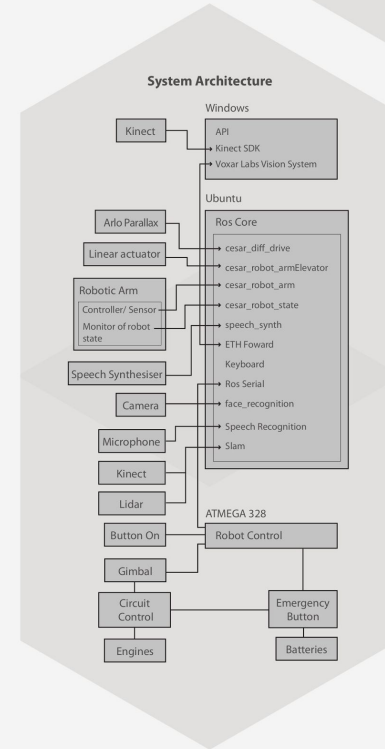 System Architecture
Windows
Kinect
API
Kinect SDK
Voxar Labs Vision System
Ubuntu
Ros Core
Arlo Parallax
cesar_diff_drive
Linear actuator
cesar_robot_armElevator
Robotic Arm
cesar_robot_arm
Controller/ Sensor
cesar_robot_state
Monitor of robot
state
speech_synth
ETH Foward
Keyboard
Speech Synthesiser
Ros Serial
Camera
face_recognition
Microphone
Speech Recognition
Kinect
Slam
Lidar
ATMEGA 328
Button On
Robot Control
Gimbal
Circuit
Control
Emergency
Button
Engines
Batteries